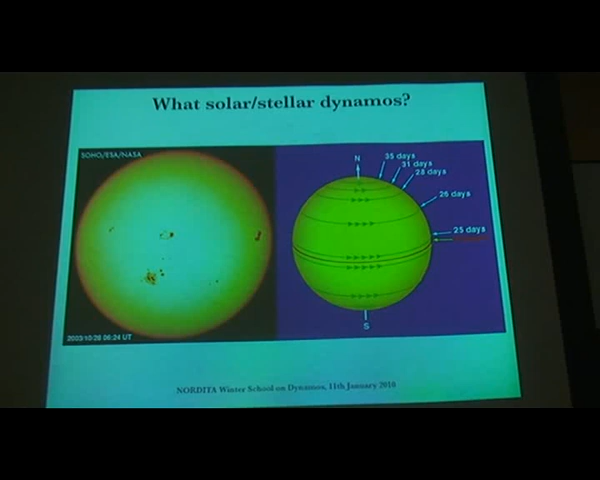 What solar/stellar dynamos?
SOHO/ESA/NASA
2003/10/28 06:24 UT
N
35 days
31 days
28 days
26 days
25 days
S
NORDITA Winter School on Dynamos, 11th January 2010